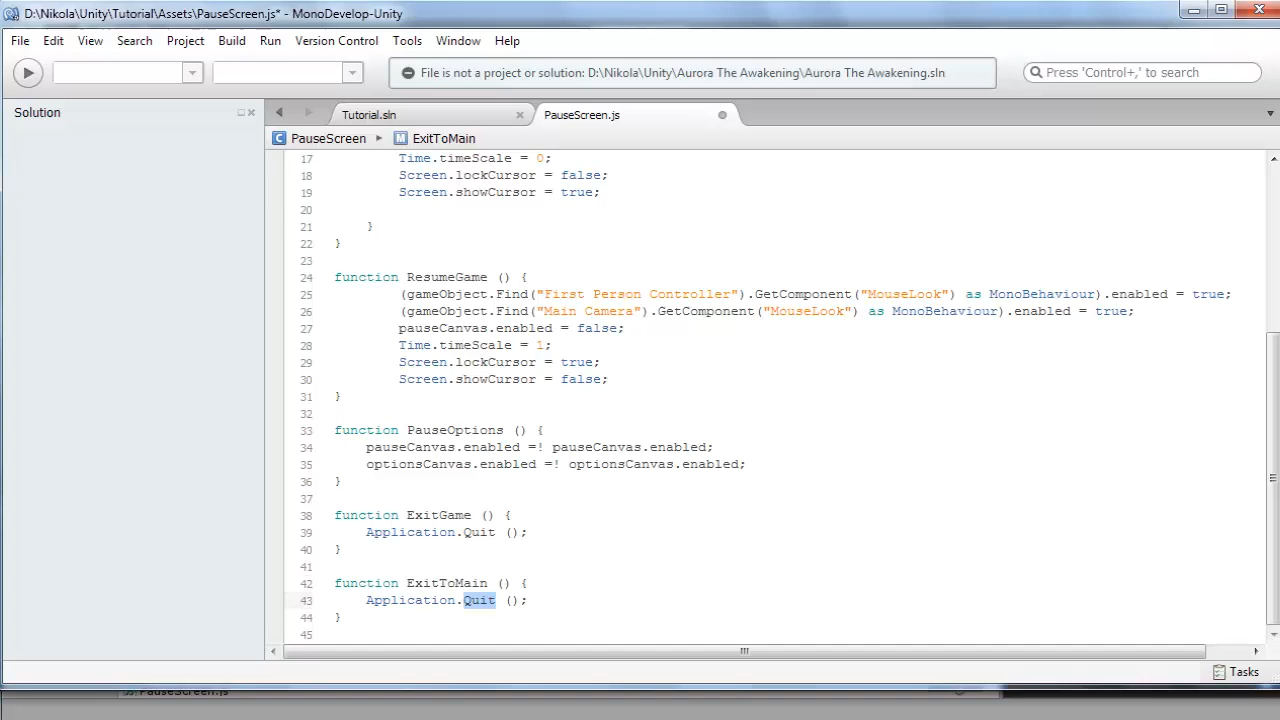 D:\Nikola\Unity\Tutorial\Assets\PauseScreen.js* - MonoDevelop-Unity
File Edit View Search Project Build Run Version Control Tools Window Help
File is not a project or solution: D:\Nikola\Unity\Aurora The Awakening\Aurora The Awakening.sln
Press 'Control+,' to search
Solution
Tutorial.sln
PauseScreen.js
PauseScreen ExitToMain
17 Time.timeScale = 0;
18 Screen.lockCursor = false;
19 Screen.showCursor = true;
20
21 }
22 }
23
24 function ResumeGame () {
25 (gameObject.Find("First Person Controller").GetComponent("MouseLook") as MonoBehaviour).enabled = true;
26 (gameObject.Find("Main Camera").GetComponent("MouseLook") as MonoBehaviour).enabled = true;
27 pauseCanvas.enabled = false;
28 Time.timeScale = 1;
29 Screen.lockCursor = true;
30 Screen.showCursor = false;
31 }
32
33 function PauseOptions () {
34 pauseCanvas.enabled =! pauseCanvas.enabled;
35 optionsCanvas.enabled =! optionsCanvas.enabled;
36 }
37
38 function ExitGame () {
39 Application.Quit ();
40 }
41
42 function ExitToMain () {
43 Application.Quit ();
44 }
45
Tasks
PauseScreen.js